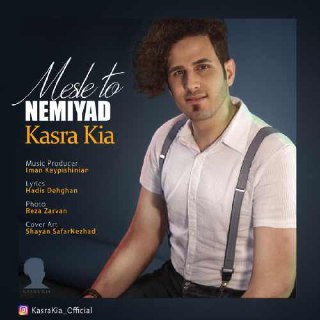 Mesle to
NEMIYAD
Kasra Kia
Music Producer
Iman Keypishinian
Lyrics
Hadis Dehghan
Photo
Reza Zarvan
Cover Art
Shayan SafarNezhad
KasraKia_Official